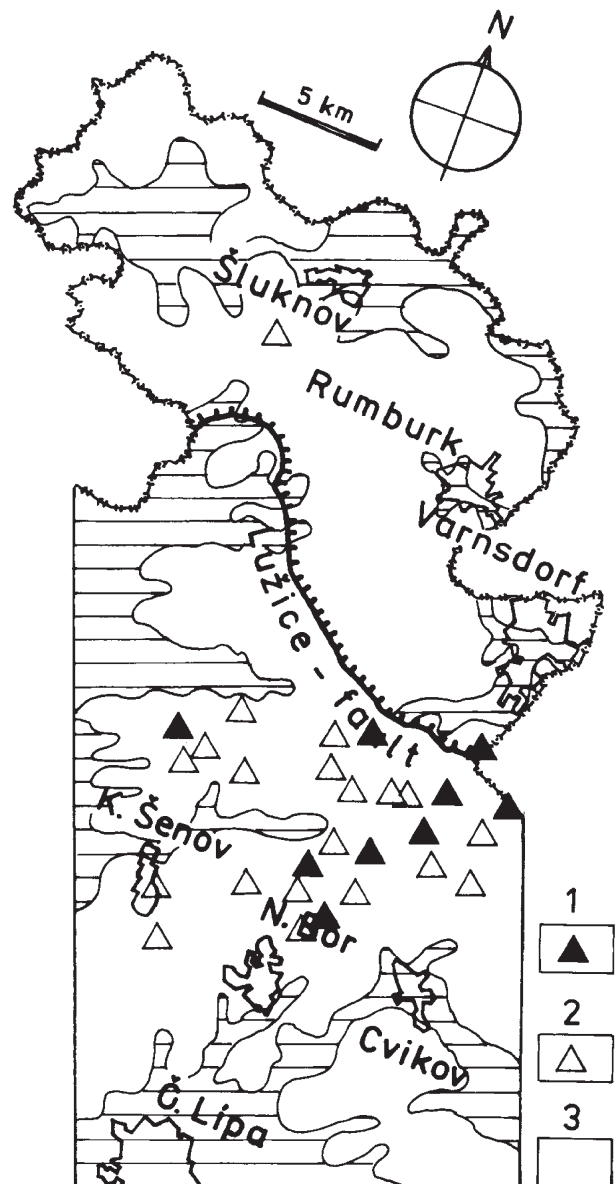 N
5 km
Šluknov
Rumburk
Varnsdorf
Lužice - fault
K. Šenov
N. Bor
Cvikov
Č. Lípa
1
2
3